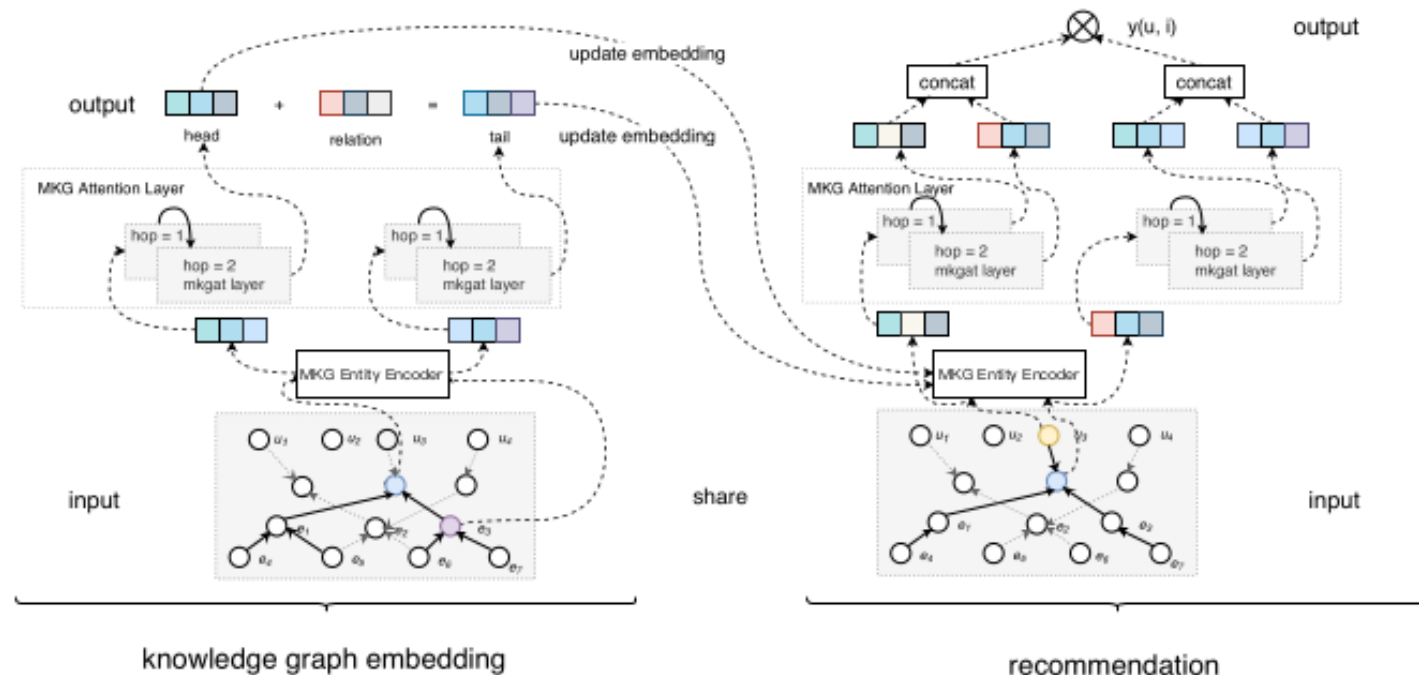 output
head
+
relation
=
tail
update embedding
update embedding
MKG Attention Layer
hop = 1
hop = 2
mkgat layer
hop = 1
hop = 2
mkgat layer
MKG Entity Encoder
u1
u2
u3
u4
input
e1
e2
e3
e4
e5
e6
e7
knowledge graph embedding
share
y(u, i)
output
concat
concat
MKG Attention Layer
hop = 1
hop = 2
mkgat layer
hop = 1
hop = 2
mkgat layer
MKG Entity Encoder
u1
u2
u3
u4
input
e1
e2
e3
e4
e5
e6
e7
recommendation